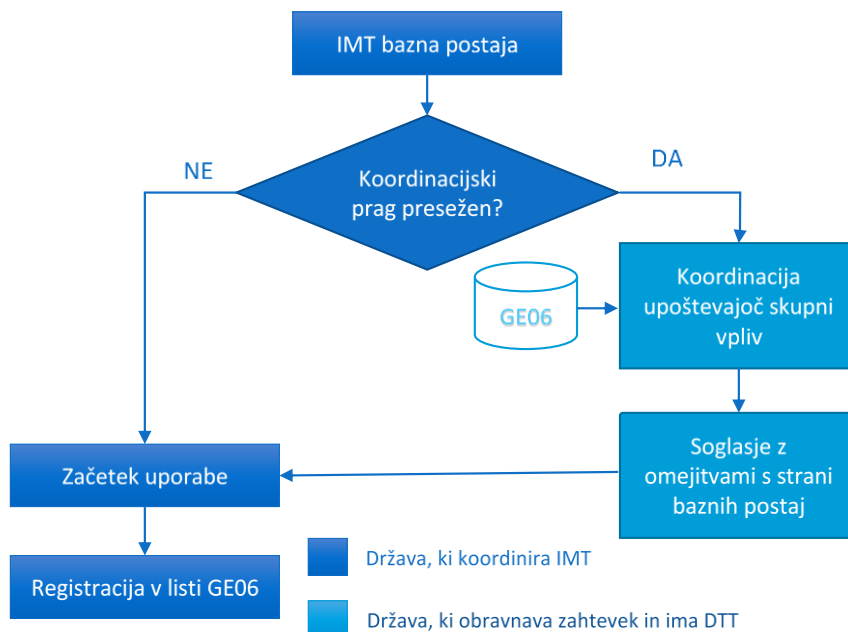 IMT bazna postaja
NE
DA
Koordinacijski
prag presežen?
Koordinacija
upoštevajoč skupni
vpliv
GE06
Soglasje z
omejitvami s strani
baznih postaj
Začetek uporabe
Registracija v listi GE06
Država, ki koordinira IMT
Država, ki obravnava zahtevek in ima DTT